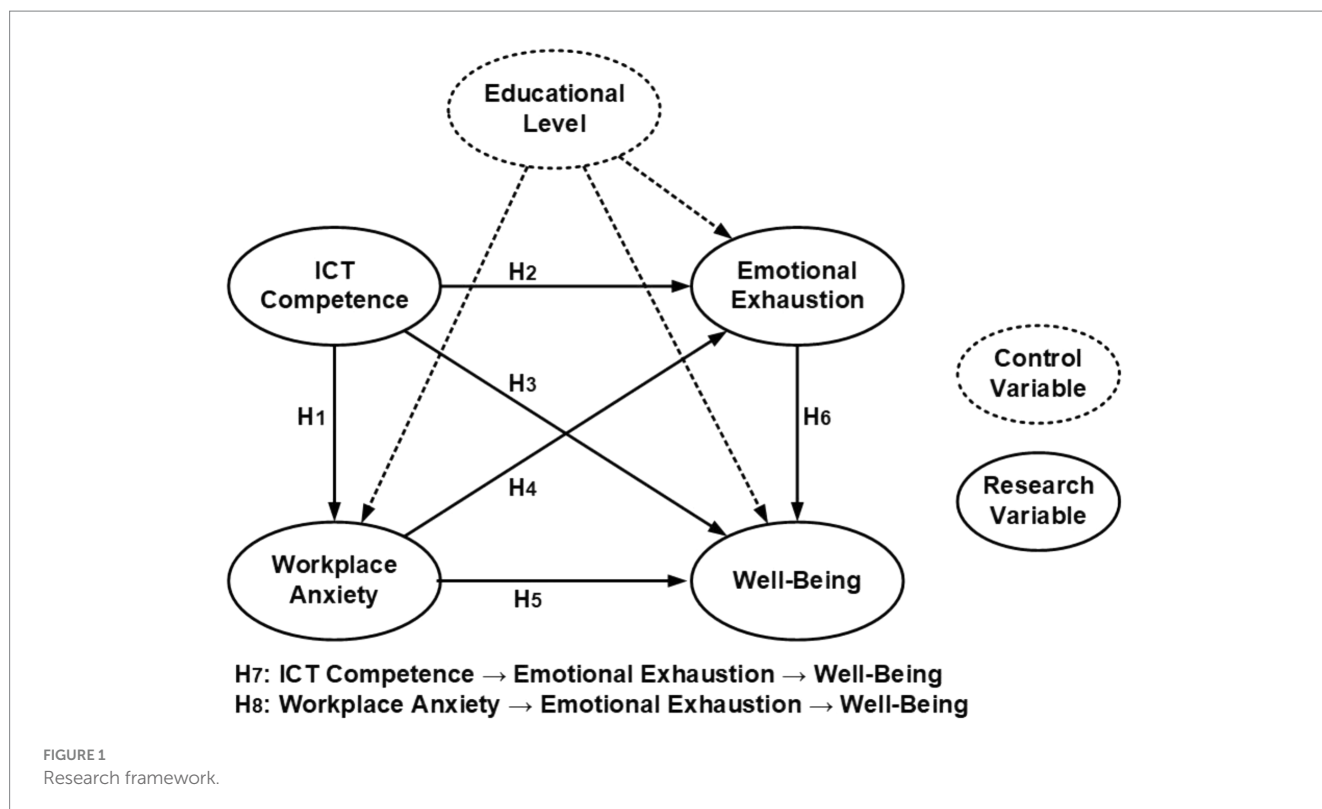 Educational
Level
ICT
Competence
H2
Emotional
Exhaustion
Control
Variable
H3
H1
H6
H4
Research
Variable
Workplace
Anxiety
H5
Well-Being
H7: ICT Competence → Emotional Exhaustion → Well-Being
H8: Workplace Anxiety → Emotional Exhaustion → Well-Being
FIGURE 1
Research framework.